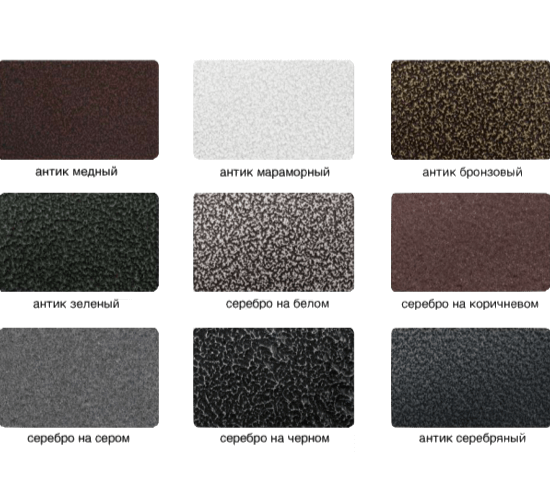 антик медный
антик мараморный
антик бронзовый
антик зеленый
серебро на белом
серебро на коричневом
серебро на сером
серебро на черном
антик серебряный